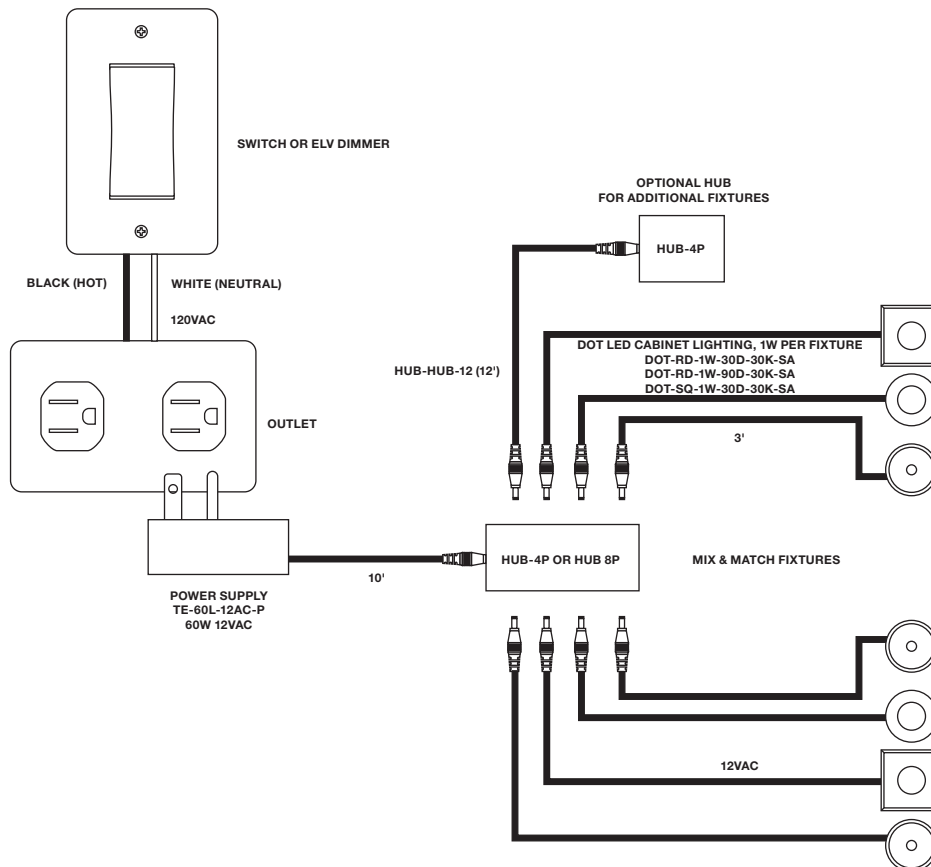 SWITCH OR ELV DIMMER
OPTIONAL HUB
FOR ADDITIONAL FIXTURES
HUB-4P
BLACK (HOT)
WHITE (NEUTRAL)
120VAC
DOT LED CABINET LIGHTING, 1W PER FIXTURE
DOT-RD-1W-30D-30K-SA
DOT-RD-1W-90D-30K-SA
DOT-SQ-1W-30D-30K-SA
HUB-HUB-12 (12')
OUTLET
3'
HUB-4P OR HUB 8P
MIX & MATCH FIXTURES
10'
POWER SUPPLY
TE-60L-12AC-P
60W 12VAC
12VAC